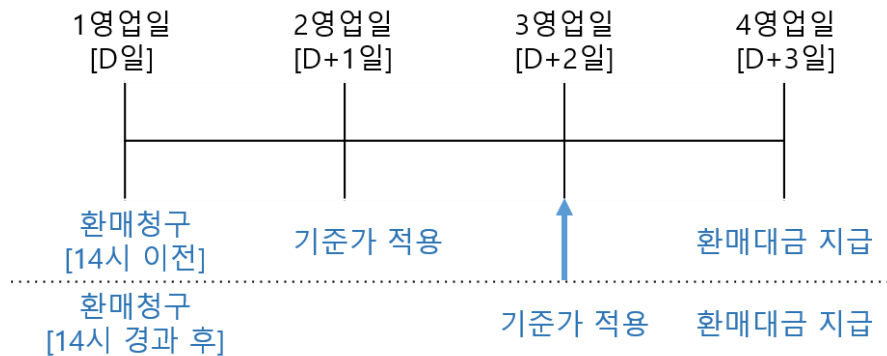 1영업일 2영업일 3영업일 4영업일
[D일] [D+1일] [D+2일] [D+3일]
환매청구
[14시 이전]
기준가 적용
환매대금 지급
환매청구
[14시 경과 후]
기준가 적용
환매대금 지급